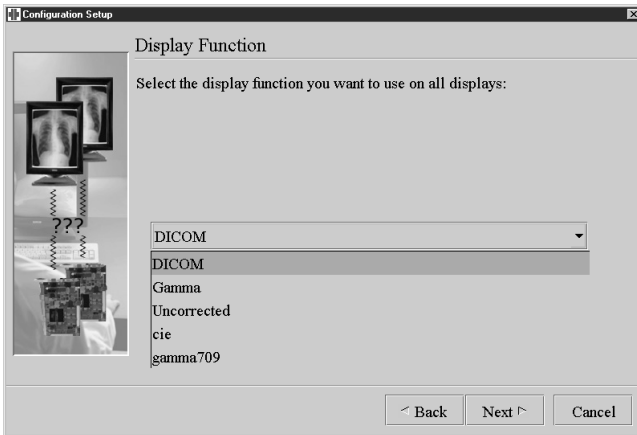 Configuration Setup
Display Function
Select the display function you want to use on all displays:
???
DICOM
DICOM
Gamma
Uncorrected
cie
gamma709
Back
Next
Cancel